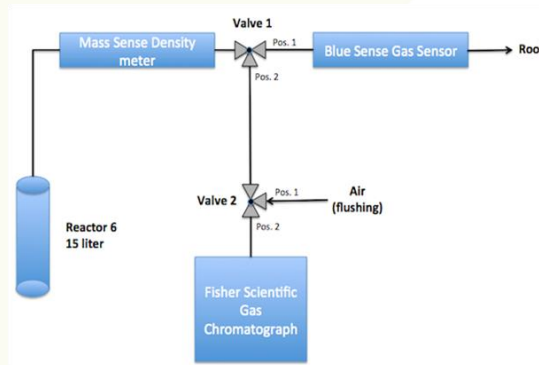 Valve 1
Mass Sense Density
meter
Pos. 1
Blue Sense Gas Sensor
Roo
Pos. 2
Reactor 6
15 liter
Valve 2
Pos. 1
Air
(flushing)
Pos. 2
Fisher Scientific
Gas
Chromatograph